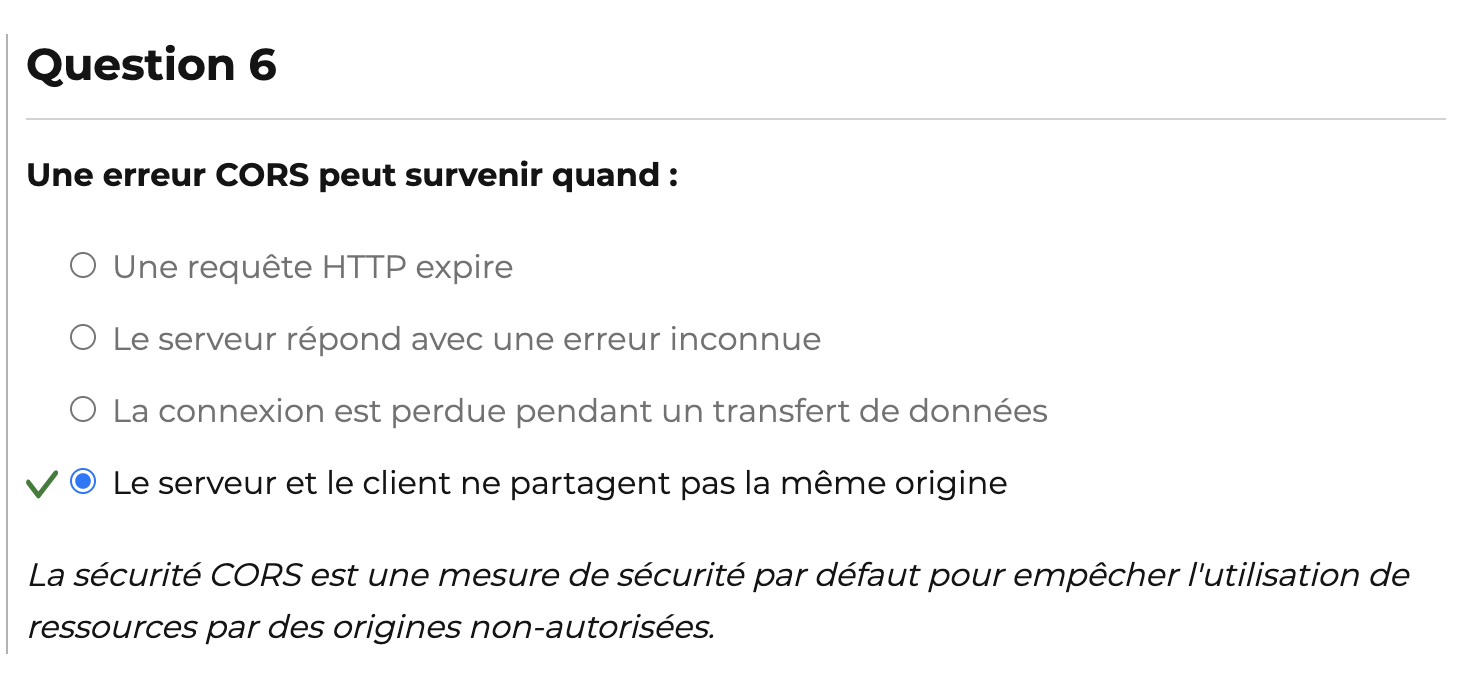 Question 6
Une erreur CORS peut survenir quand :
Une requête HTTP expire
Le serveur répond avec une erreur inconnue
La connexion est perdue pendant un transfert de données
Le serveur et le client ne partagent pas la même origine
La sécurité CORS est une mesure de sécurité par défaut pour empêcher l'utilisation de
ressources par des origines non-autorisées.